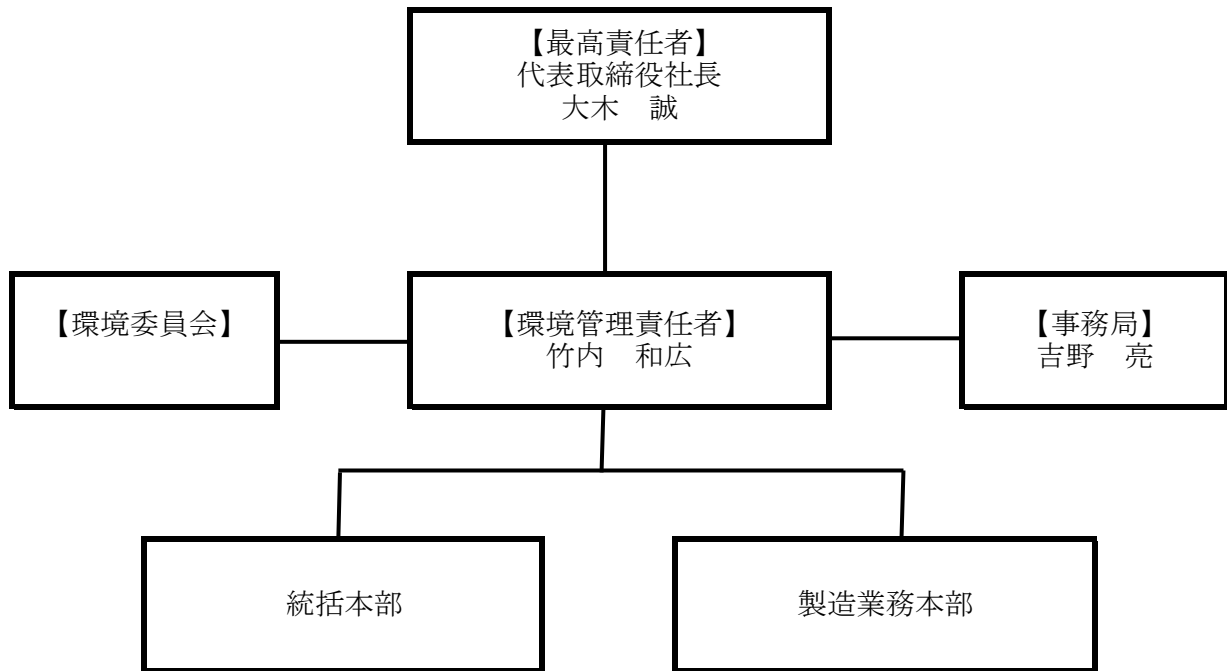 【最高責任者】
代表取締役社長
大木　誠
【環境委員会】
【環境管理責任者】
竹内　和広
【事務局】
吉野　亮
統括本部
製造業務本部